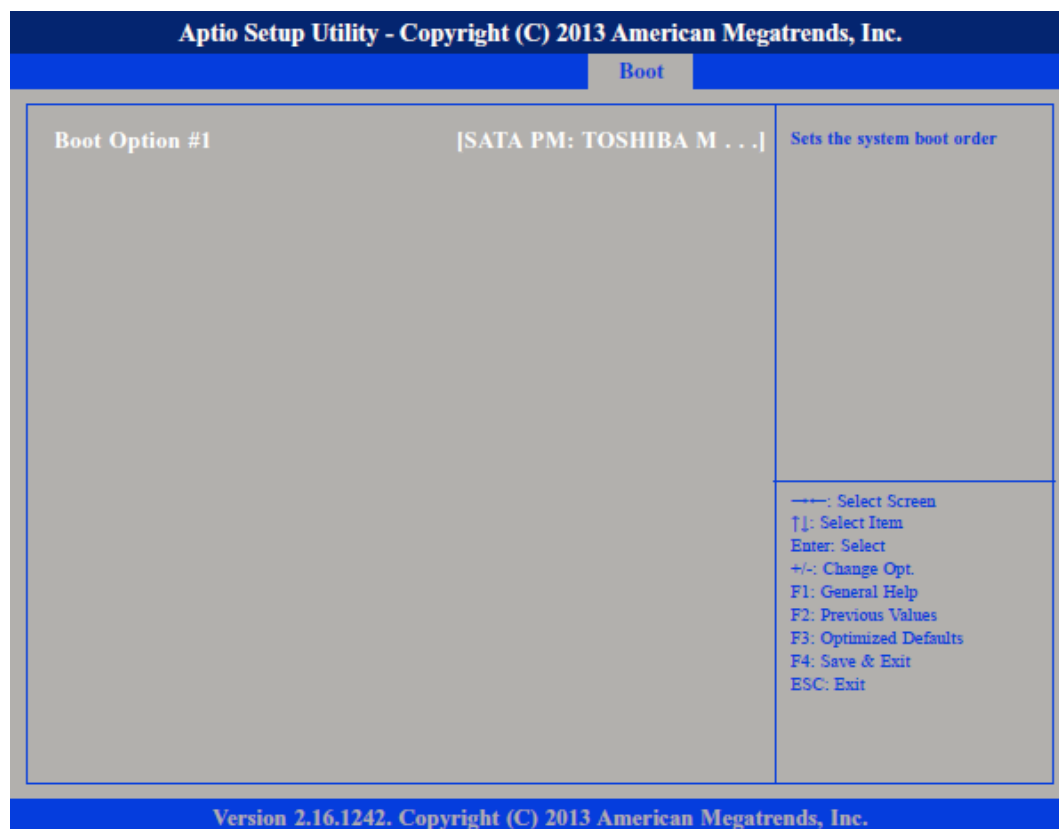 Aptio Setup Utility - Copyright (C) 2013 American Megatrends, Inc.
Boot
Boot Option #1 [SATA PM: TOSHIBA M . . .]
Sets the system boot order
→←: Select Screen
↑↓: Select Item
Enter: Select
+/-: Change Opt.
F1: General Help
F2: Previous Values
F3: Optimized Defaults
F4: Save & Exit
ESC: Exit
Version 2.16.1242. Copyright (C) 2013 American Megatrends, Inc.